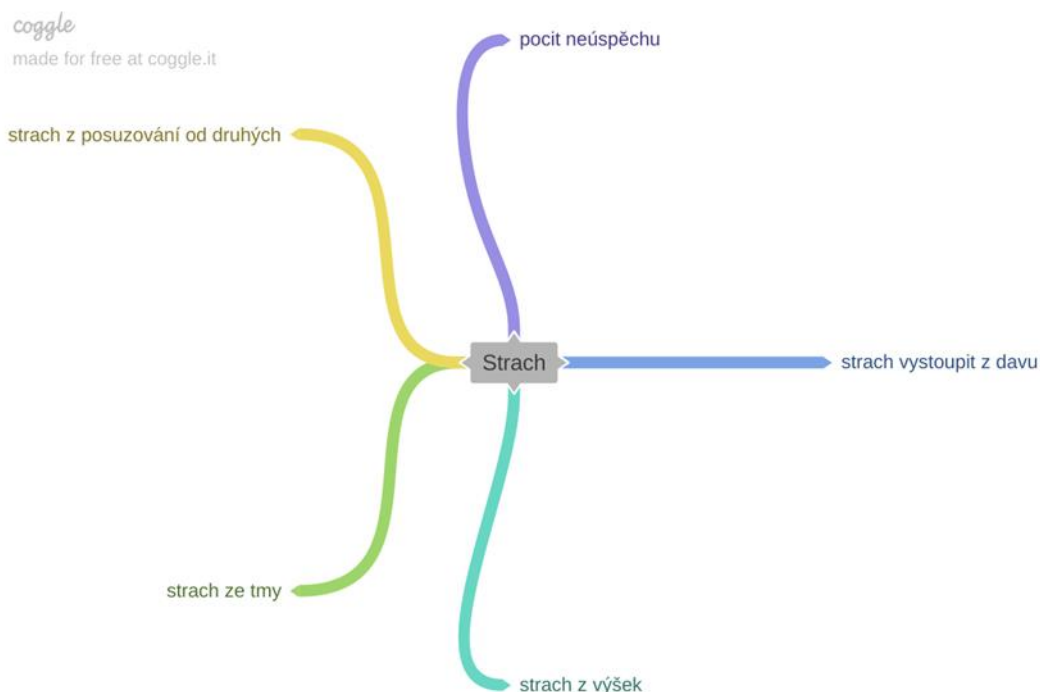 coggle
made for free at coggle.it
pocit neúspěchu
strach z posuzování od druhých
Strach
strach vystoupit z davu
strach ze tmy
strach z výšek